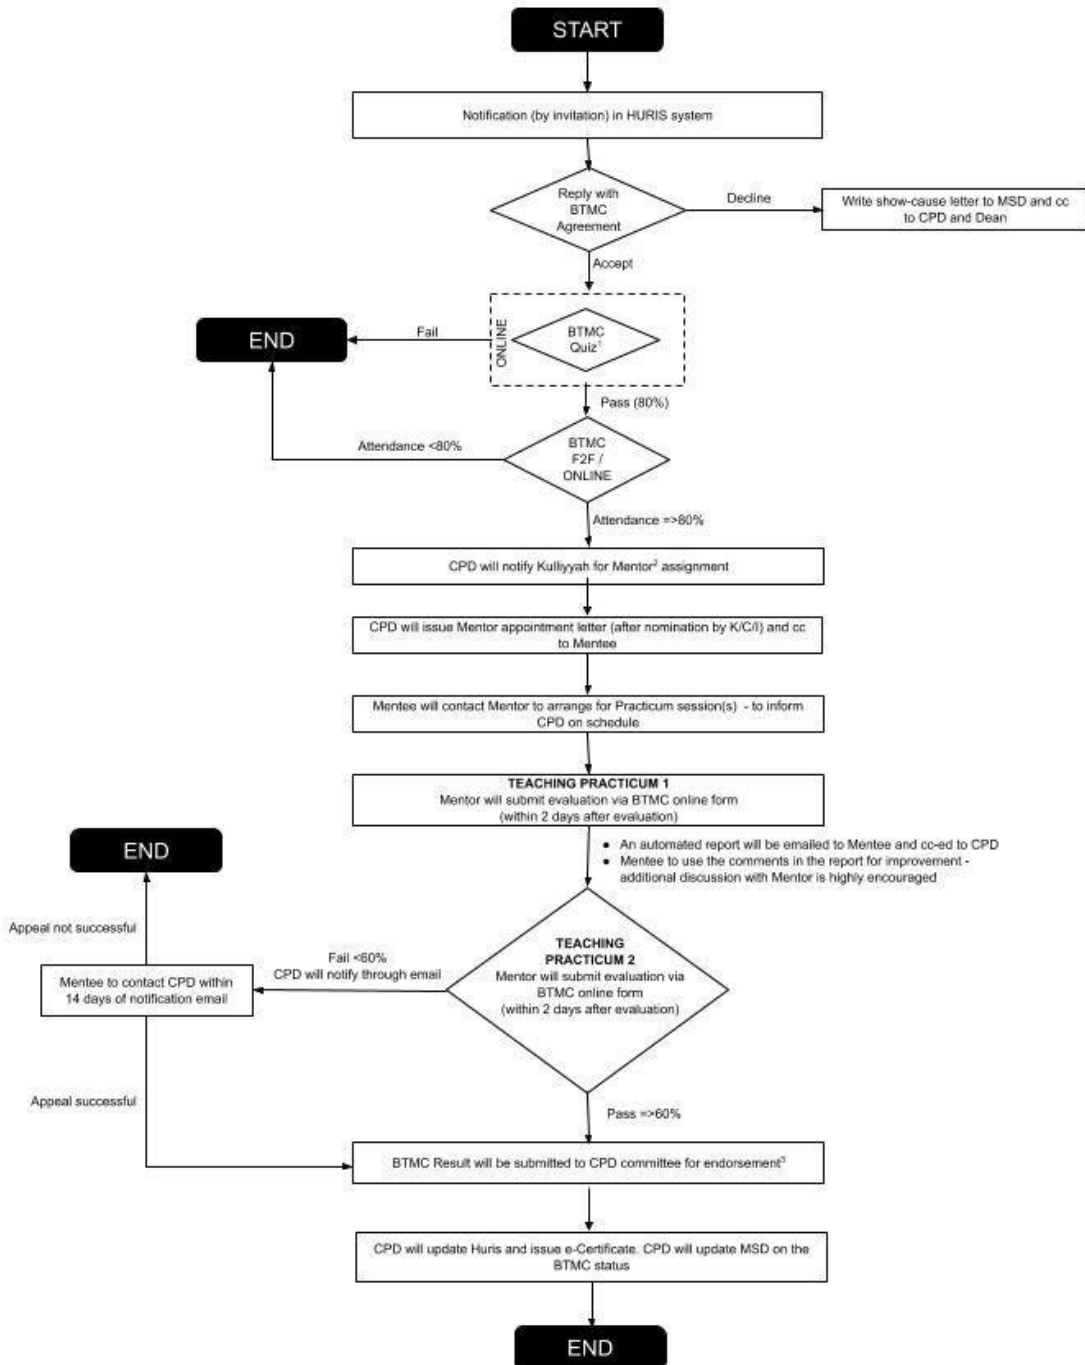 START
Notification (by invitation) in HURIS system
Reply with
BTMC
Agreement
Decline
Write show-cause letter to MSD and cc
to CPD and Dean
Accept
ONLINE
BTMC
Quiz¹
Fail
END
Pass (80%)
BTMC
F2F /
ONLINE
Attendance <80%
Attendance =>80%
CPD will notify Kulliyyah for Mentor² assignment
CPD will issue Mentor appointment letter (after nomination by K/C/I) and cc
to Mentee
Mentee will contact Mentor to arrange for Practicum session(s) - to inform
CPD on schedule
TEACHING PRACTICUM 1
Mentor will submit evaluation via BTMC online form
(within 2 days after evaluation)
● An automated report will be emailed to Mentee and cc-ed to CPD
● Mentee to use the comments in the report for improvement -
additional discussion with Mentor is highly encouraged
END
Appeal not successful
TEACHING
PRACTICUM 2
Mentor will submit evaluation via
BTMC online form
(within 2 days after evaluation)
Fail <60%
CPD will notify through email
Mentee to contact CPD within
14 days of notification email
Appeal successful
Pass =>60%
BTMC Result will be submitted to CPD committee for endorsement³
CPD will update Huris and issue e-Certificate. CPD will update MSD on the
BTMC status
END